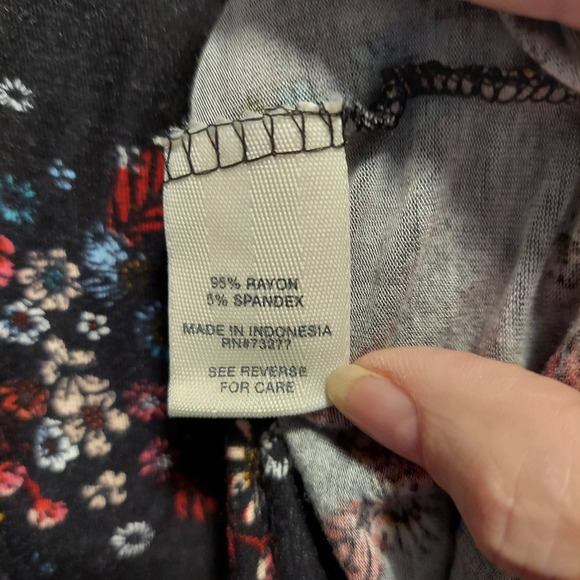 95% RAYON
5% SPANDEX
MADE IN INDONESIA
RN#73277
SEE REVERSE
FOR CARE